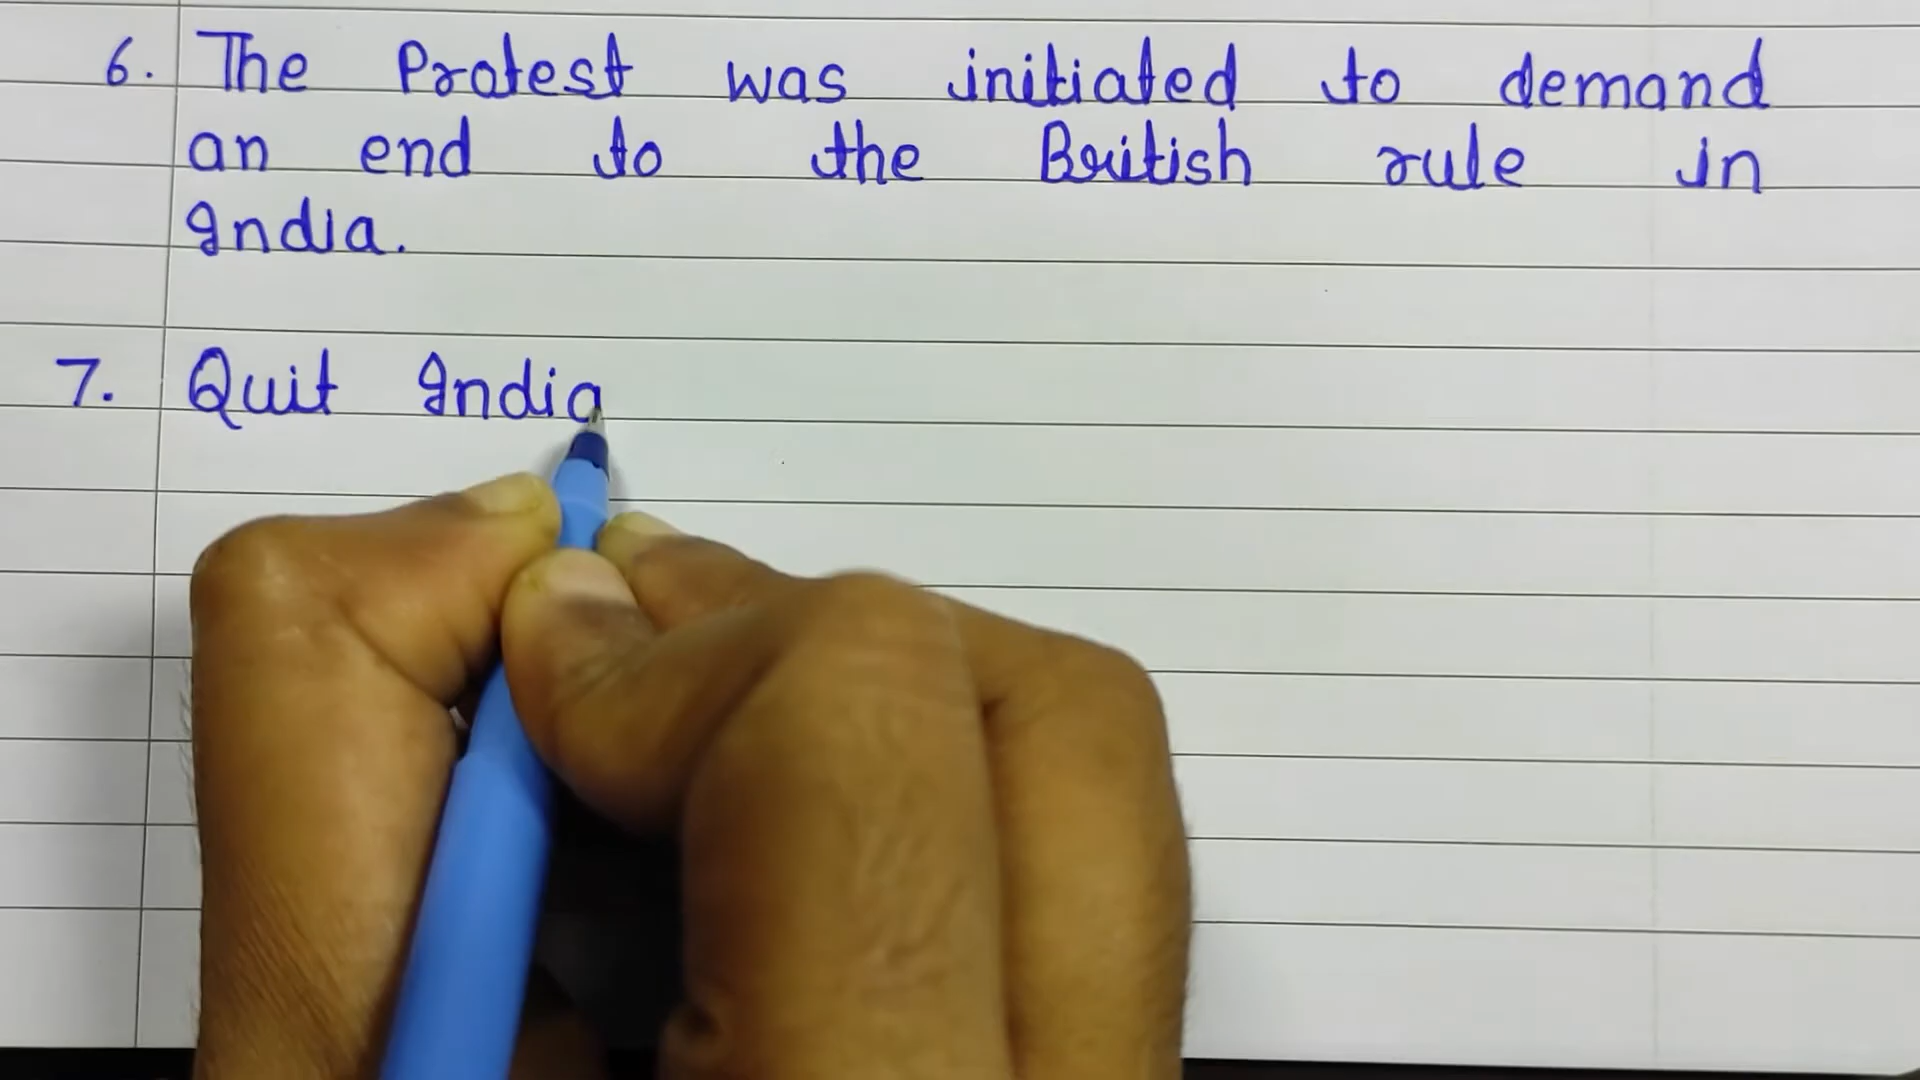 6. The Protest was initiated to demand
an end to the British rule in
India.
7. Quit India